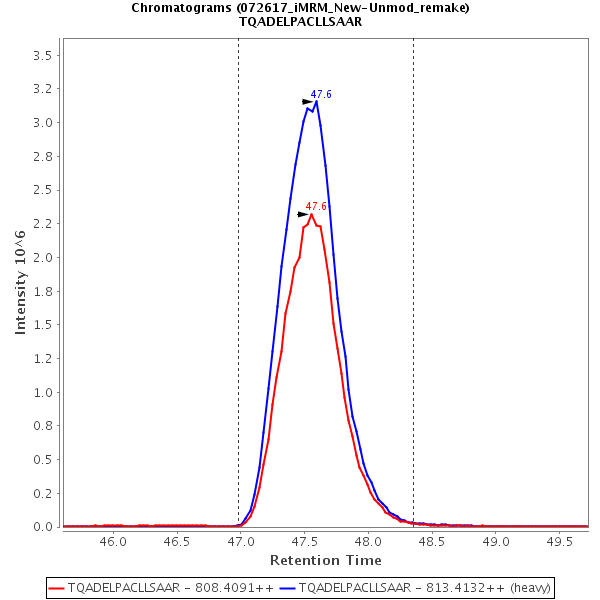 Chromatograms (072617_iMRM_New-Unmod_remake)
TQADELPACLLSAAR
3.5
3.2
3.0
2.8
2.5
2.2
2.0
1.8
1.5
1.2
1.0
0.8
0.5
0.2
0.0
Intensity 10^6
47.6
47.6
46.0 46.5 47.0 47.5 48.0 48.5 49.0 49.5
Retention Time
TQADELPACLLSAAR - 808.4091++ TQADELPACLLSAAR - 813.4132++ (heavy)